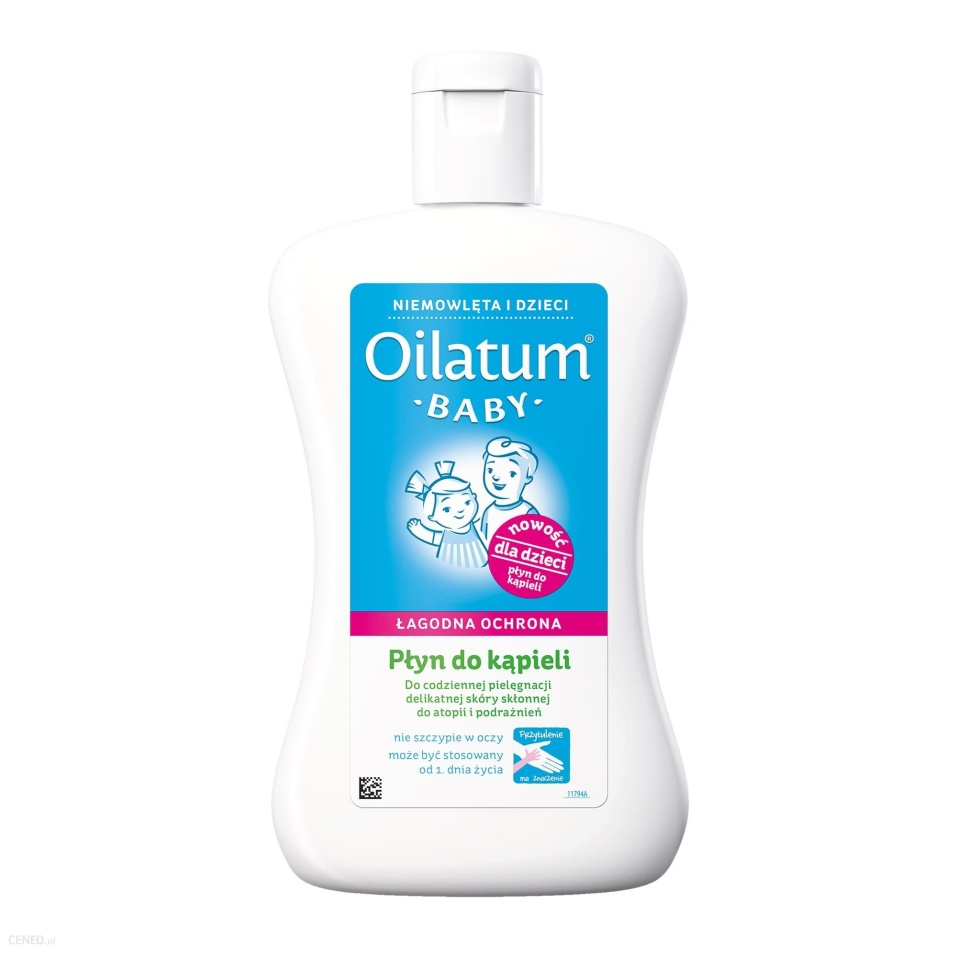 NIEMOWLĘTA I DZIECI
Oilatum®
BABY
nowość
dla dzieci
płyn do
kąpieli
ŁAGODNA OCHRONA
Płyn do kąpieli
Do codziennej pielęgnacji
delikatnej skóry skłonnej
do atopii i podrażnień
nie szczypie w oczy
może być stosowany
od 1. dnia życia
Przytulenie
ma znaczenie
11794A
CENEO.pl